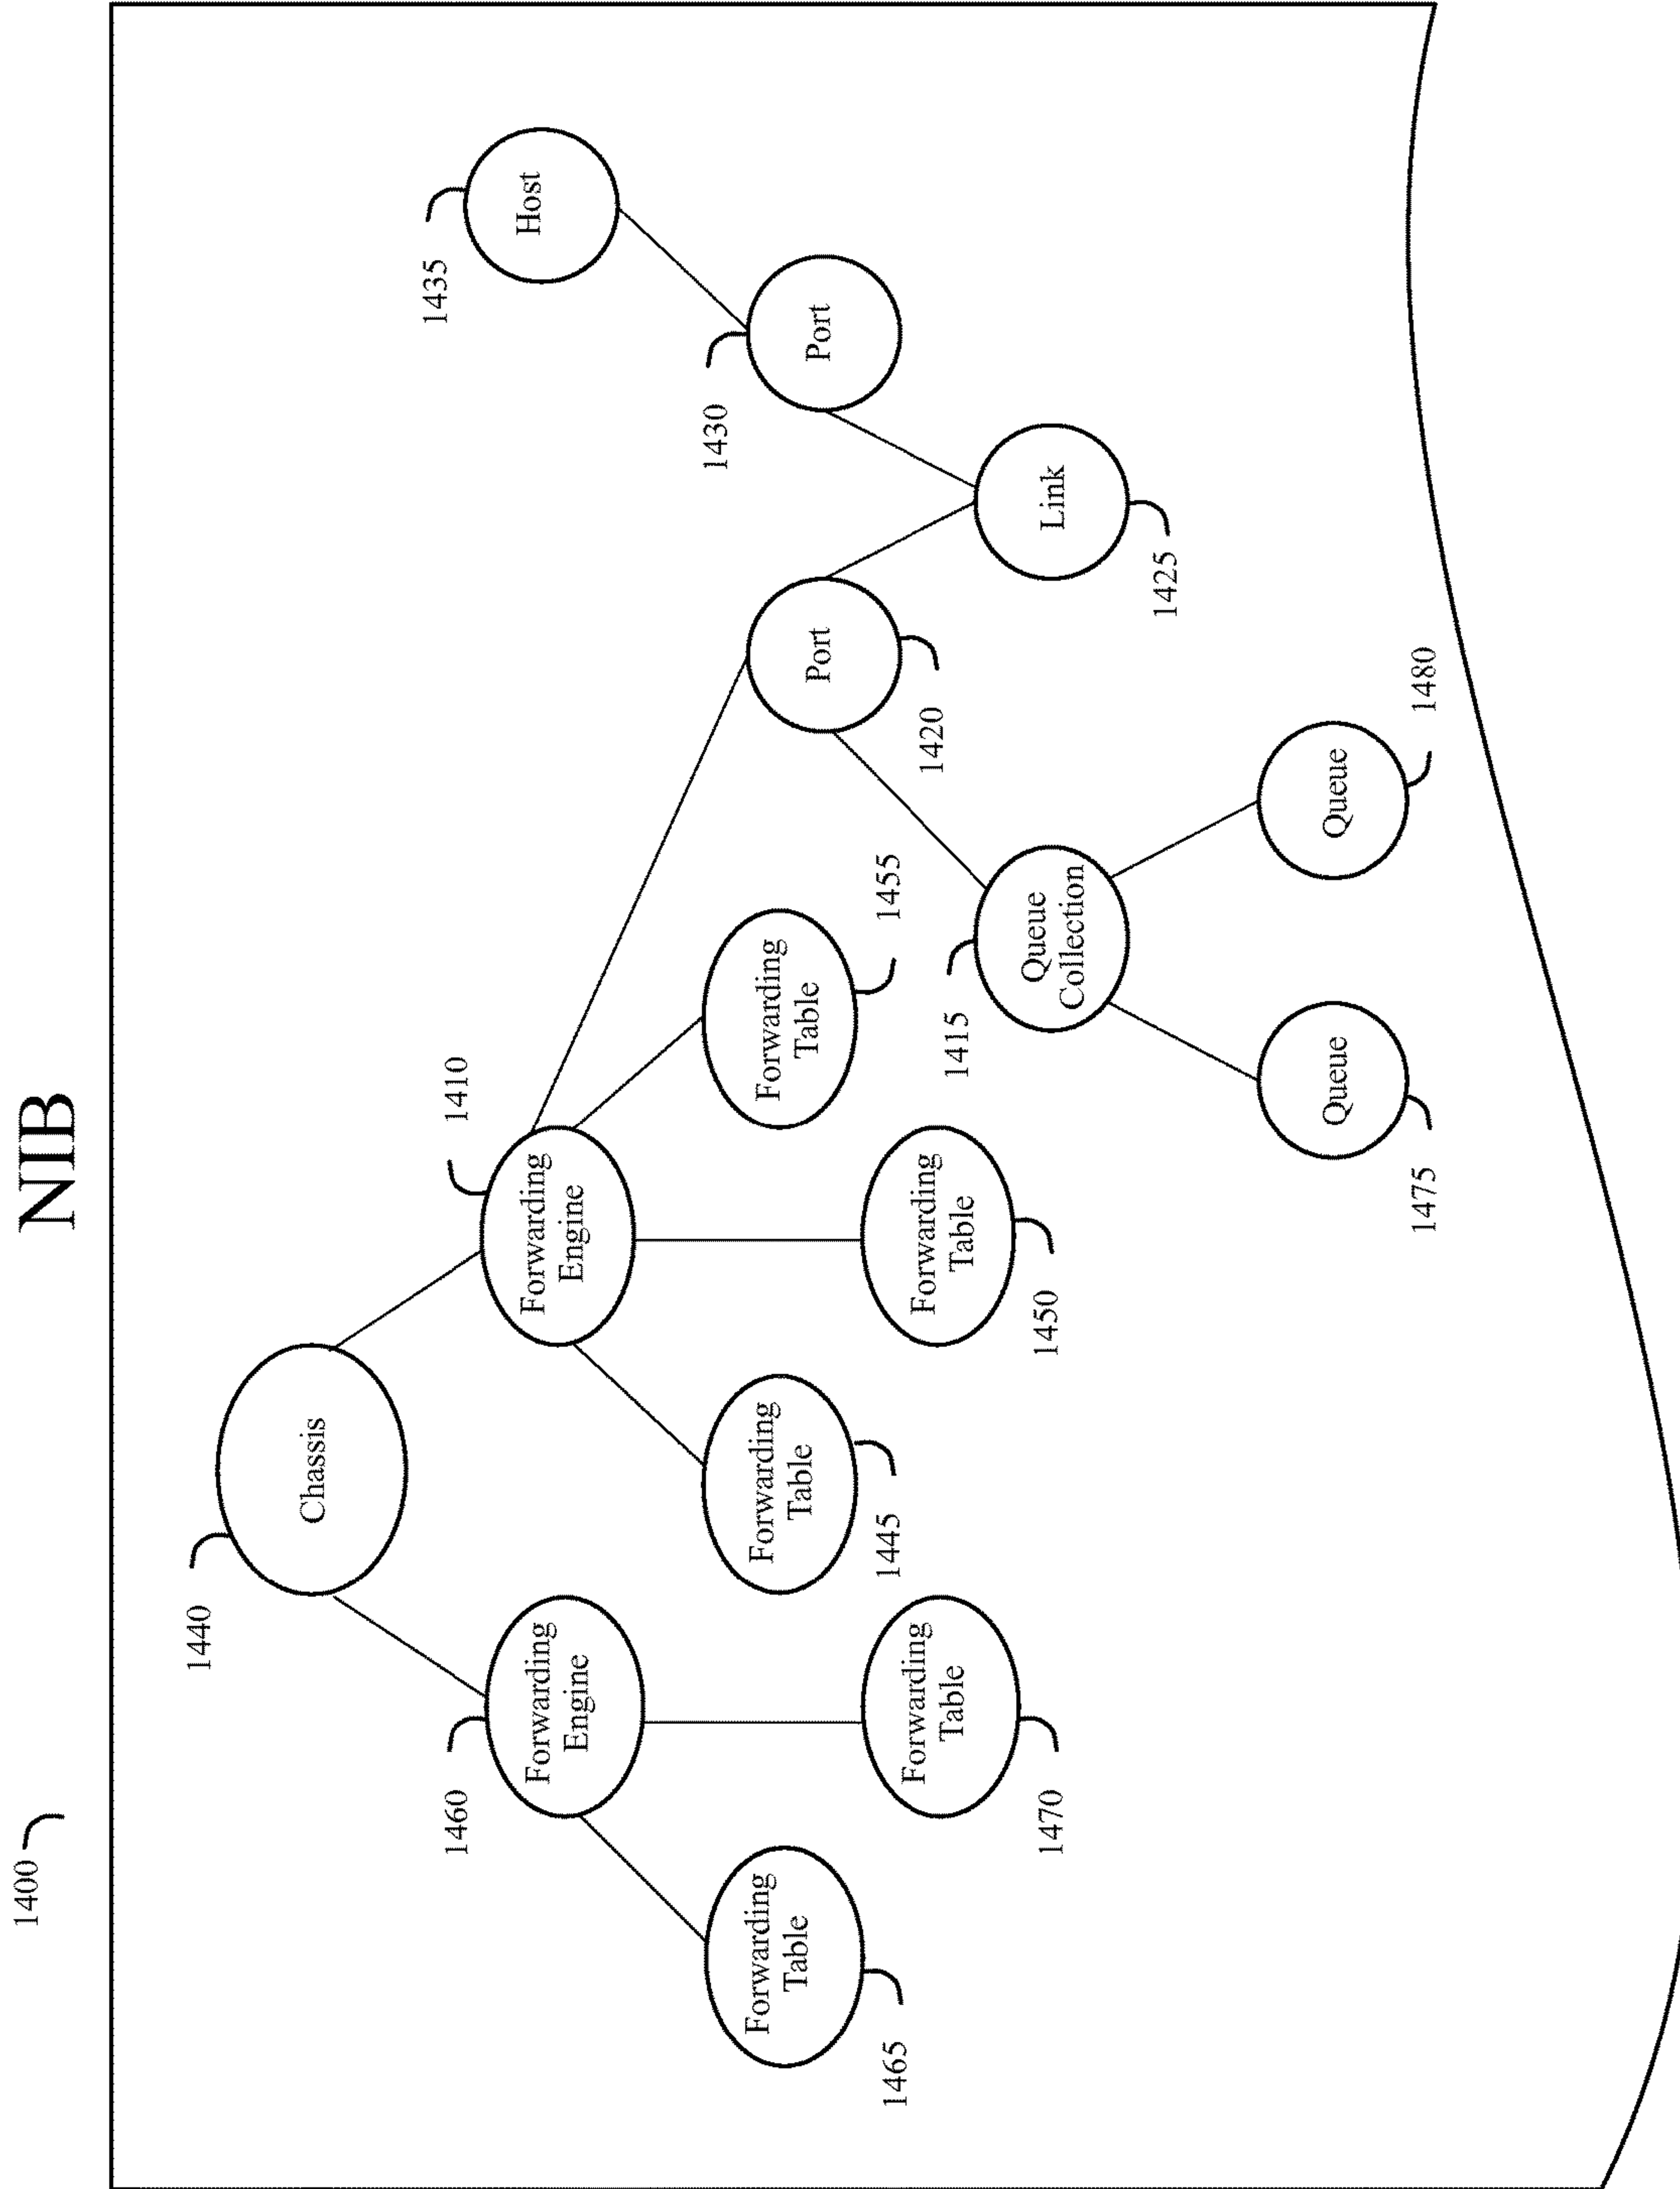 1400
NIB
1440
Chassis
1435
Host
1460
Forwarding
Engine
1410
Forwarding
Engine
1430
Port
1465
Forwarding
Table
1445
Forwarding
Table
1455
Forwarding
Table
1420
Port
1470
Forwarding
Table
1450
Forwarding
Table
1415
Queue
Collection
1425
Link
1475
Queue
1480
Queue